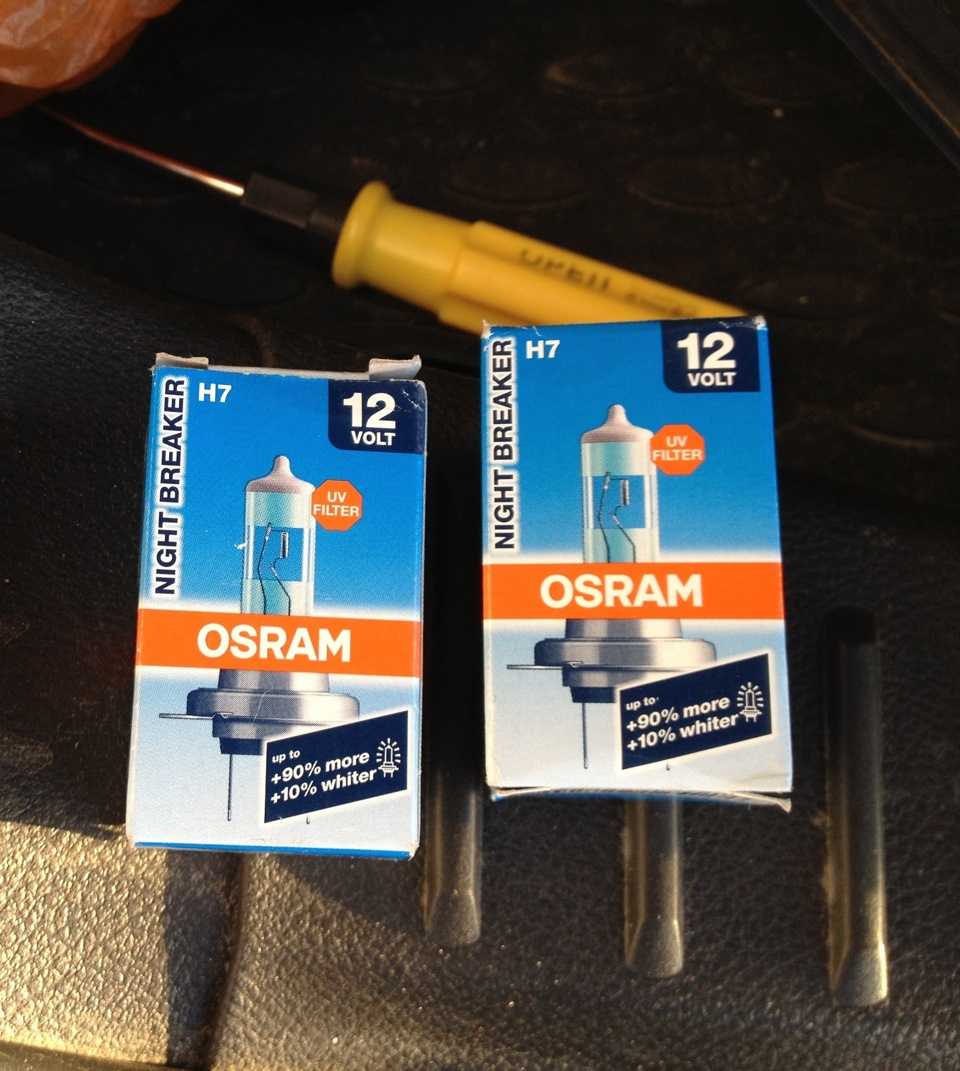 OPEL
NIGHT BREAKER
H7
12
VOLT
UV
FILTER
OSRAM
up to
+90% more
+10% whiter
NIGHT BREAKER
H7
12
VOLT
UV
FILTER
OSRAM
up to
+90% more
+10% whiter